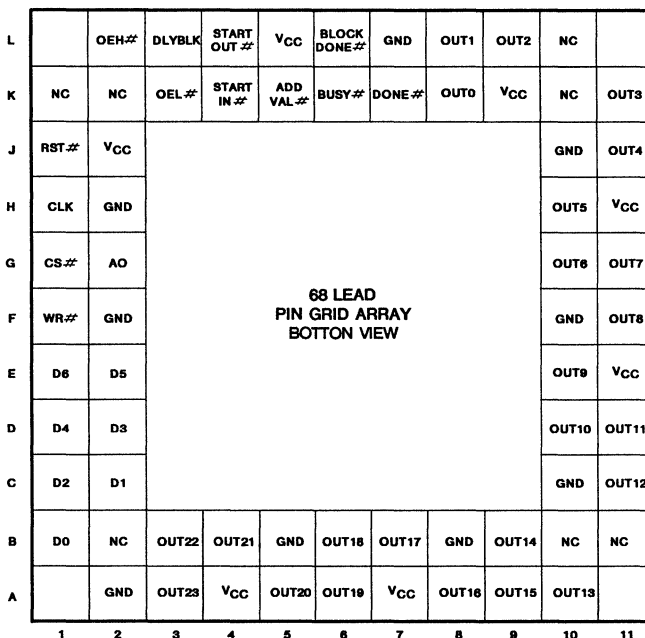 L OEH# DLYBLK START OUT # VCC BLOCK DONE# GND OUT1 OUT2 NC
K NC NC OEL# START IN# ADD VAL# BUSY# DONE# OUT0 VCC NC OUT3
J RST# VCC GND OUT4
H CLK GND OUT5 VCC
G CS# AO OUT6 OUT7
68 LEAD
PIN GRID ARRAY
BOTTON VIEW
F WR# GND GND OUT8
E D6 D5 OUT9 VCC
D D4 D3 OUT10 OUT11
C D2 D1 GND OUT12
B D0 NC OUT22 OUT21 GND OUT18 OUT17 GND OUT14 NC NC
A GND OUT23 VCC OUT20 OUT19 VCC OUT16 OUT15 OUT13
1 2 3 4 5 6 7 8 9 10 11